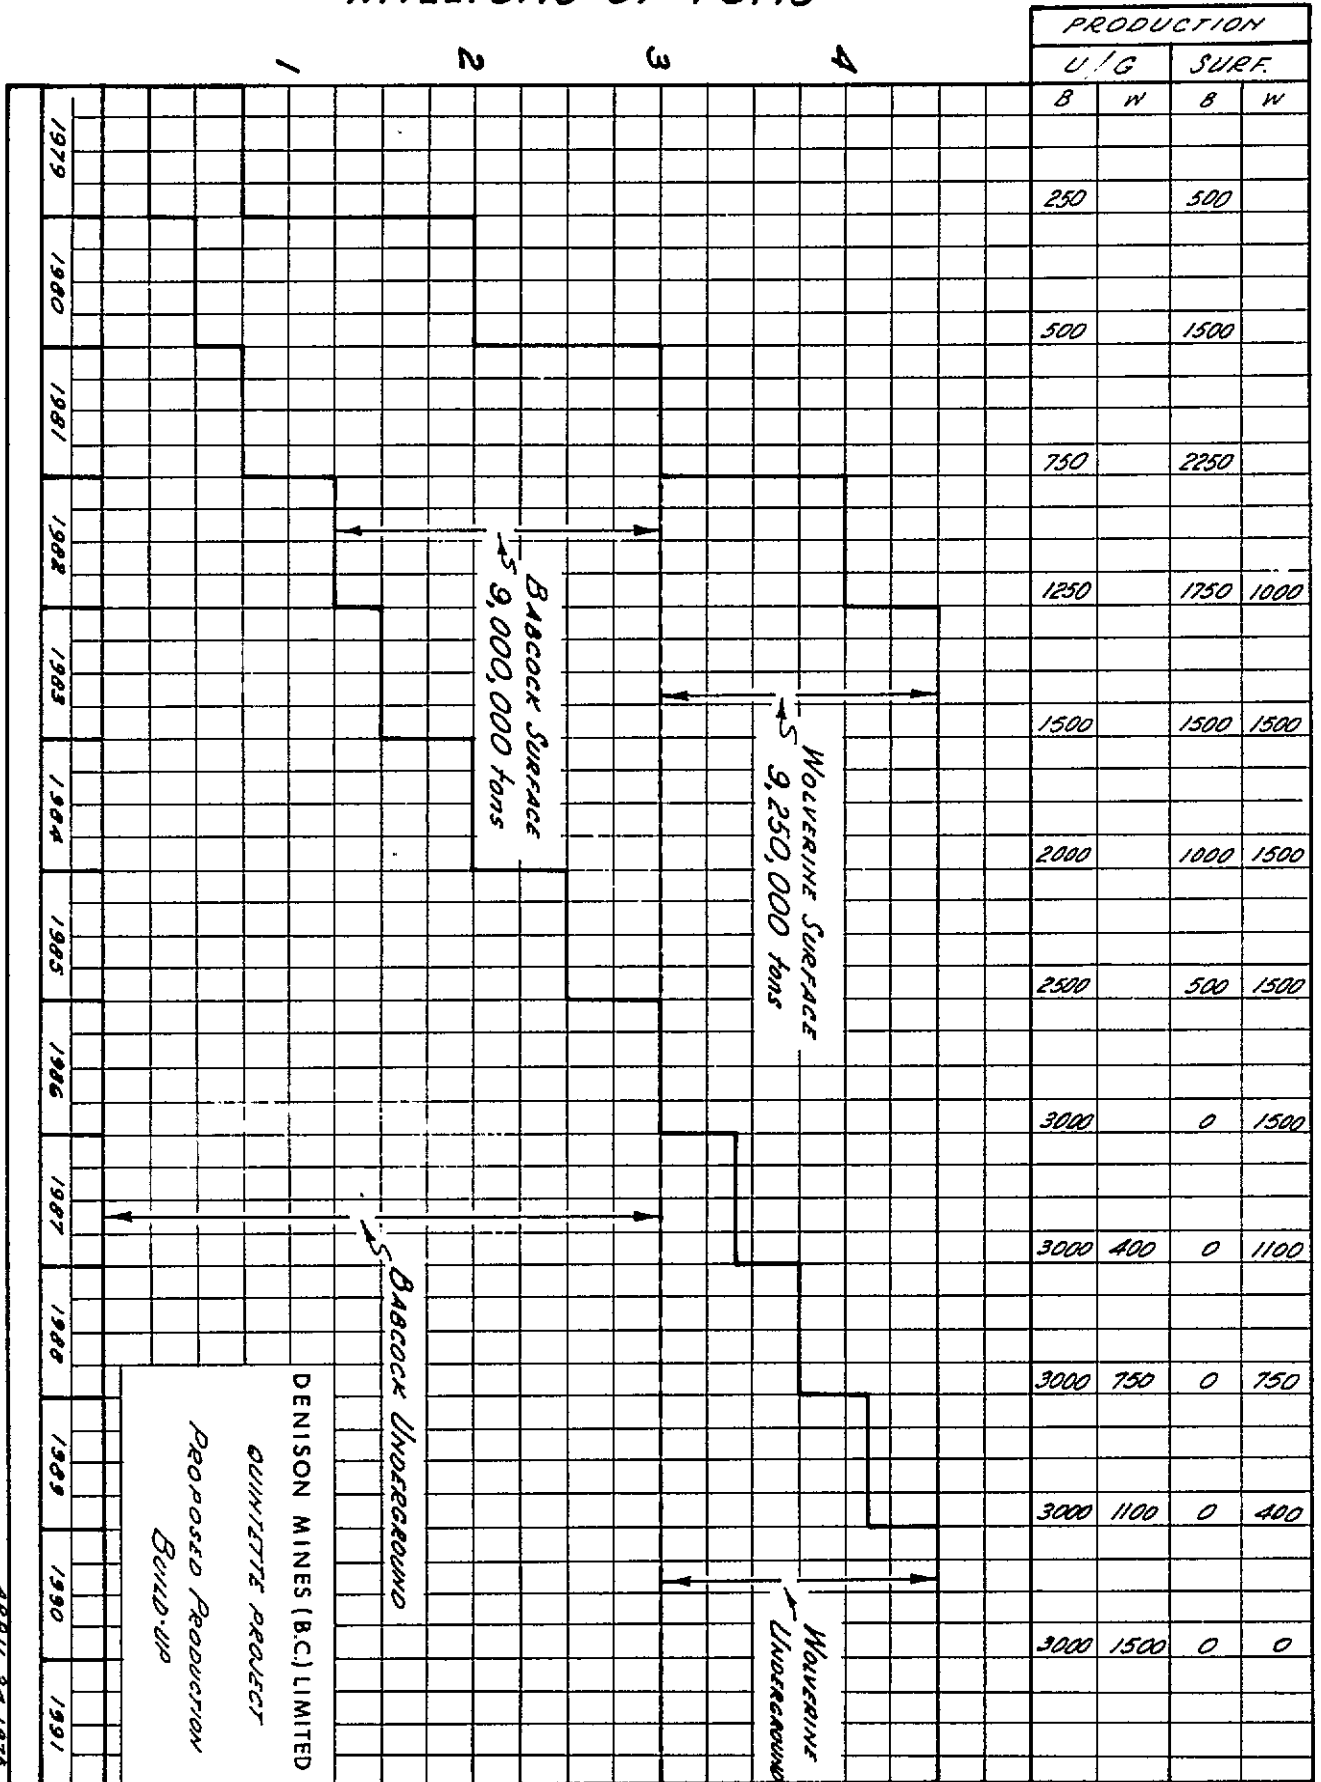 MILLIONS OF TONS
1 2 3 4
PRODUCTION
U/G SURF.
B W B W
250 500
500 1500
750 2250
1250 1750 1000
1500 1500 1500
2000 1000 1500
2500 500 1500
3000 0 1500
3000 400 0 1100
3000 750 0 750
3000 1100 0 400
3000 1500 0 0
1979
1980
1981
1982
1983
1984
1985
1986
1987
1988
1989
1990
1991
BABCOCK SURFACE
9,000,000 tons
WOLVERINE SURFACE
9,250,000 tons
BABCOCK UNDERGROUND
WOLVERINE
UNDERGROUND
DENISON MINES (B.C.) LIMITED
QUINTETTE PROJECT
PROPOSED PRODUCTION
BUILD-UP